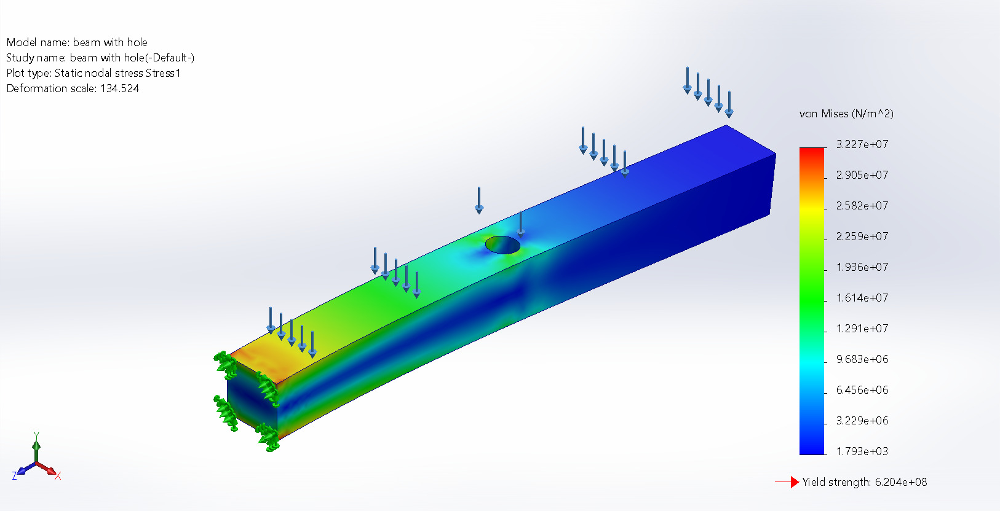 Model name: beam with hole
Study name: beam with hole(-Default-)
Plot type: Static nodal stress Stress1
Deformation scale: 134.524
von Mises (N/m^2)
3.227e+07
2.905e+07
2.582e+07
2.259e+07
1.936e+07
1.614e+07
1.291e+07
9.683e+06
6.456e+06
3.229e+06
1.793e+03
Yield strength: 6.204e+08
Y
Z
X